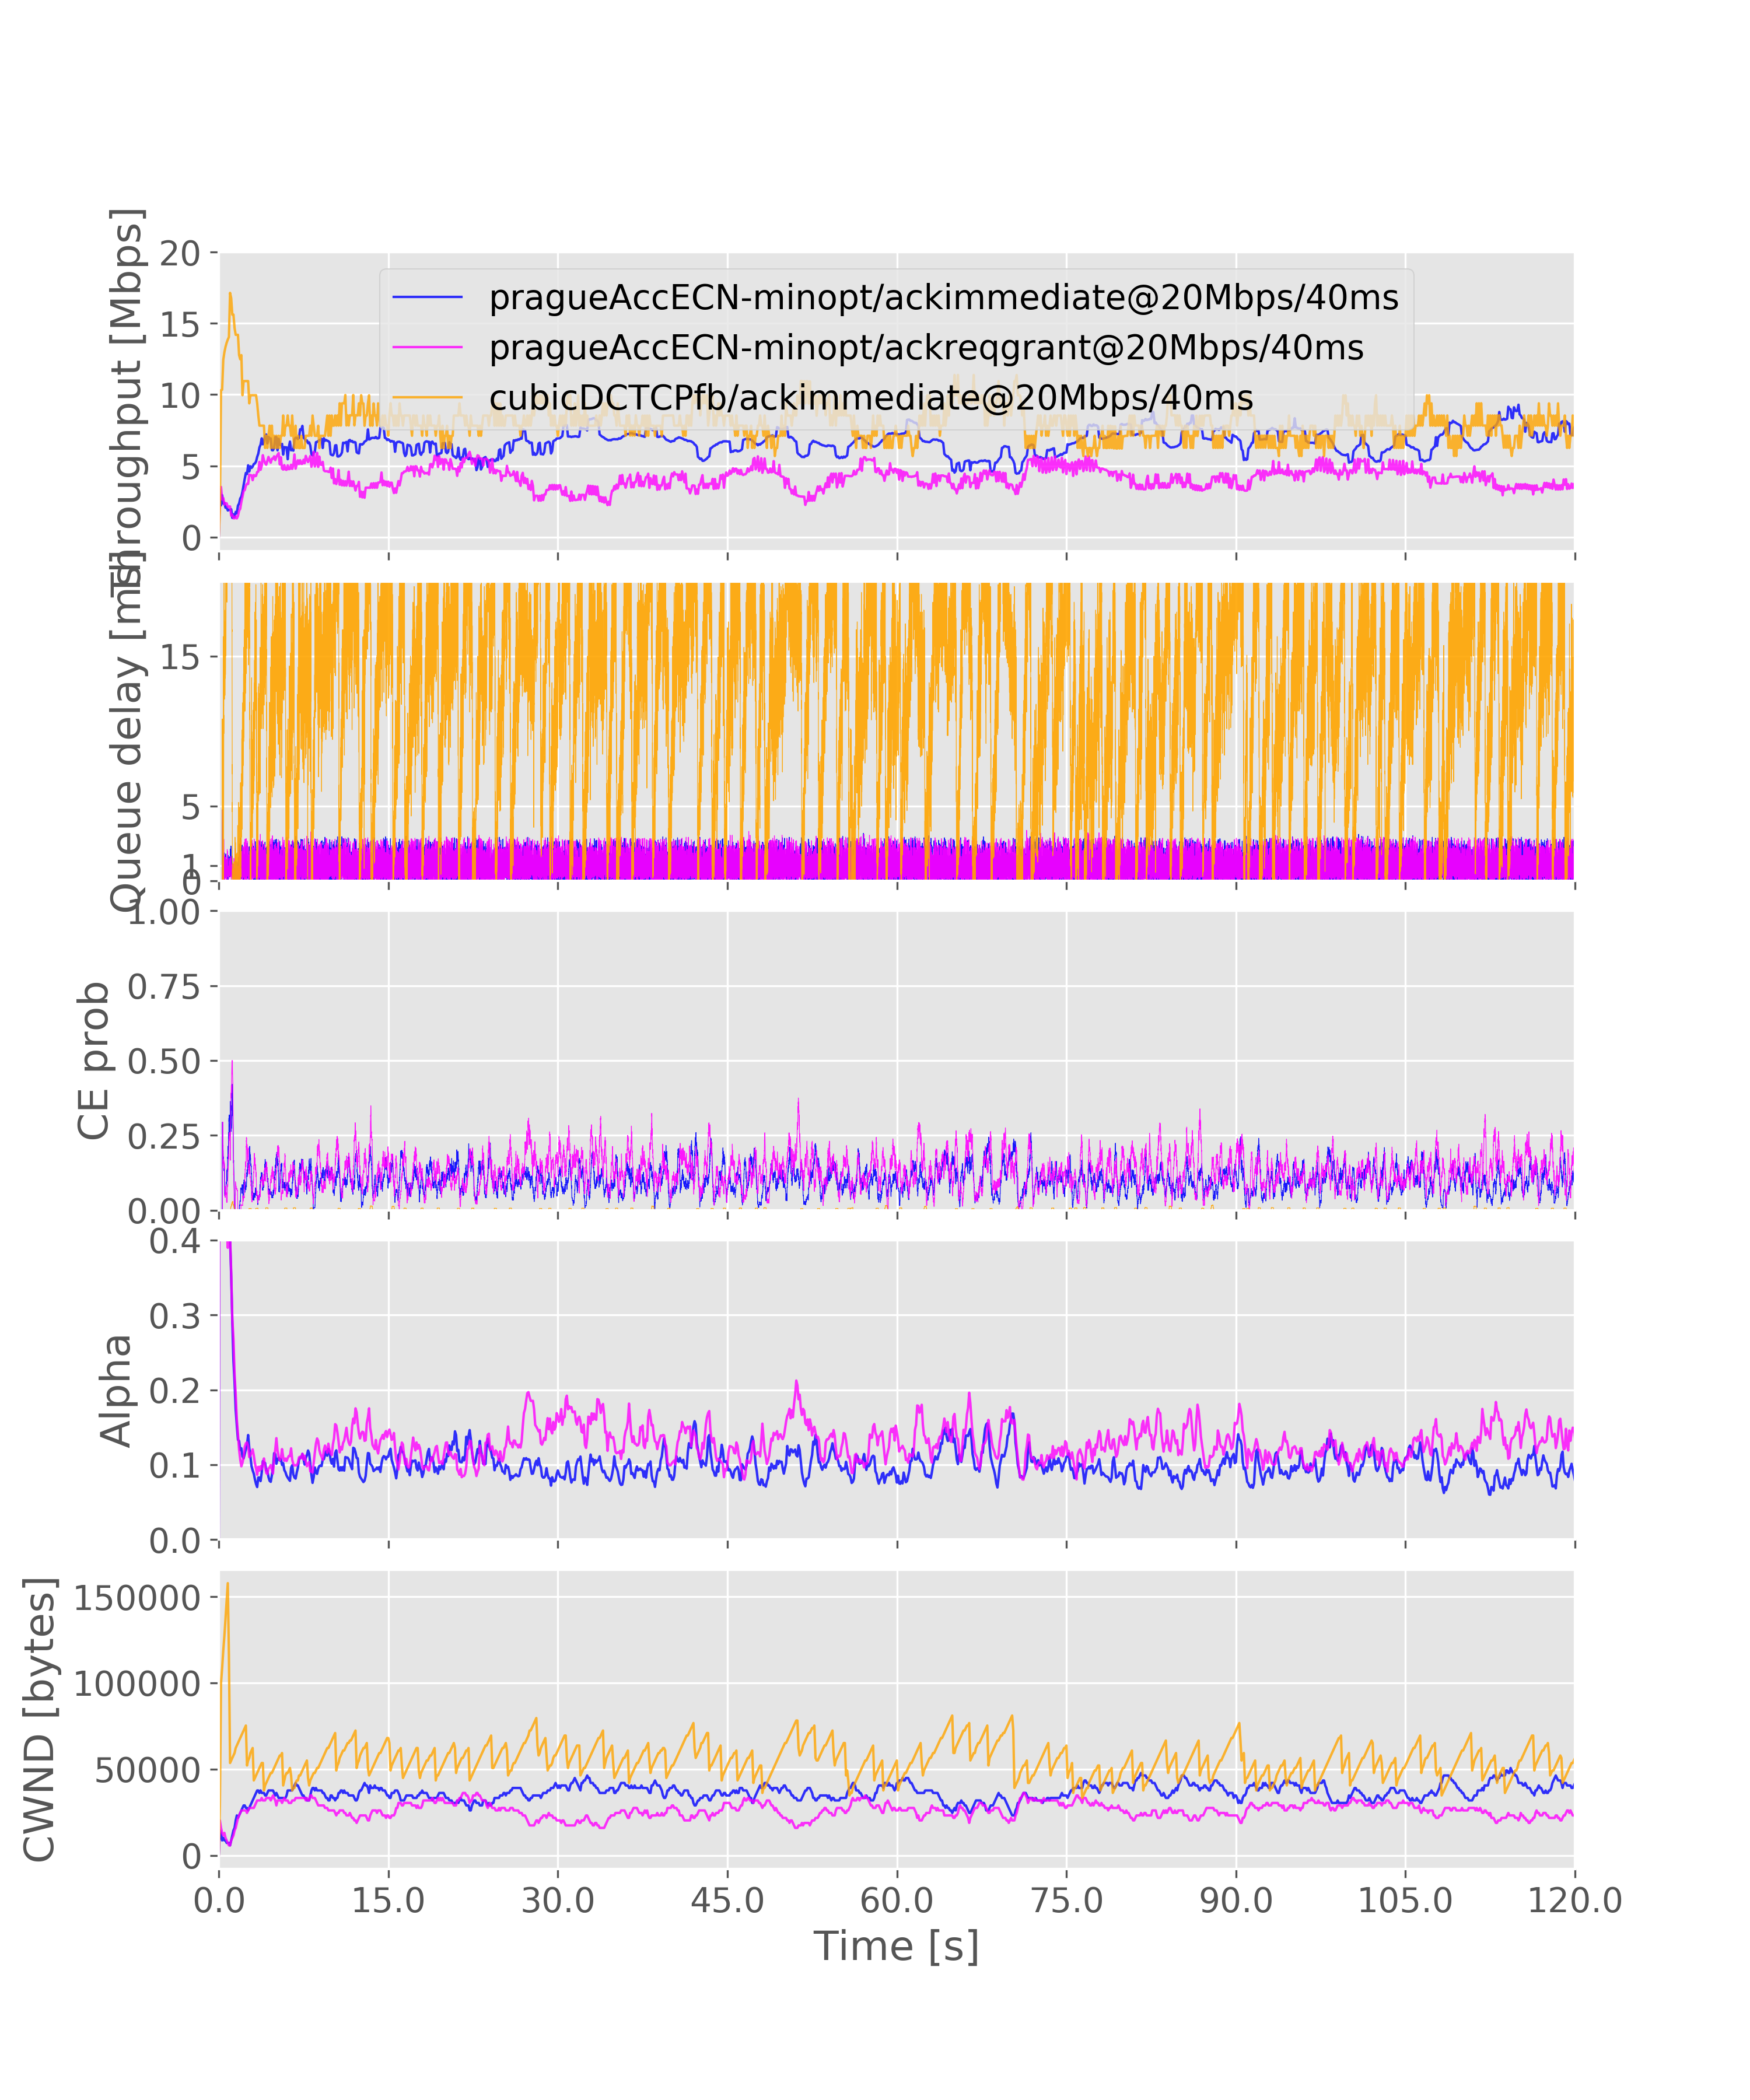 Throughput [Mbps]
20
15
10
5
0
pragueAccECN-minopt/ackimmediate@20Mbps/40ms
pragueAccECN-minopt/ackreqgrant@20Mbps/40ms
cubicDCTCPfb/ackimmediate@20Mbps/40ms
Queue delay [ms]
15
5
1
0
CE prob
1.00
0.75
0.50
0.25
0.00
Alpha
0.4
0.3
0.2
0.1
0.0
CWND [bytes]
150000
100000
50000
0
0.0 15.0 30.0 45.0 60.0 75.0 90.0 105.0 120.0
Time [s]